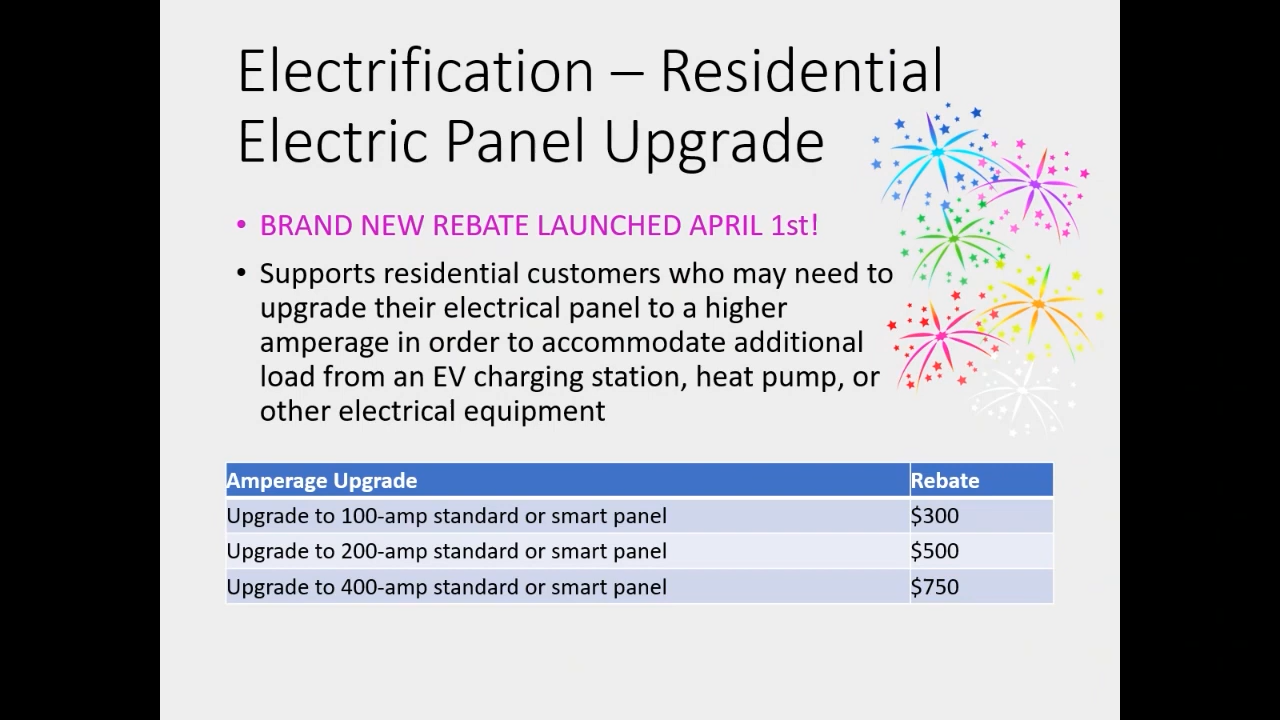 Electrification – Residential
Electric Panel Upgrade
• BRAND NEW REBATE LAUNCHED APRIL 1st!
• Supports residential customers who may need to
upgrade their electrical panel to a higher
amperage in order to accommodate additional
load from an EV charging station, heat pump, or
other electrical equipment
Amperage Upgrade Rebate
Upgrade to 100-amp standard or smart panel $300
Upgrade to 200-amp standard or smart panel $500
Upgrade to 400-amp standard or smart panel $750